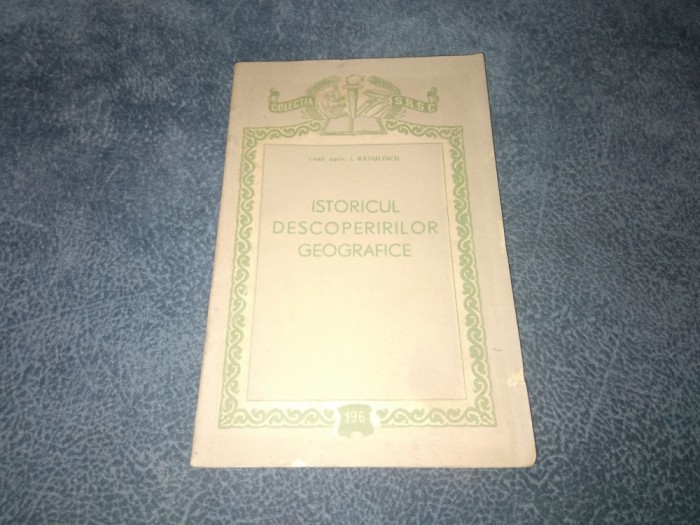 COLECȚIA S.R.S.C.
Conf. univ. I. RĂDULESCU
ISTORICUL
DESCOPERIRILOR
GEOGRAFICE
196